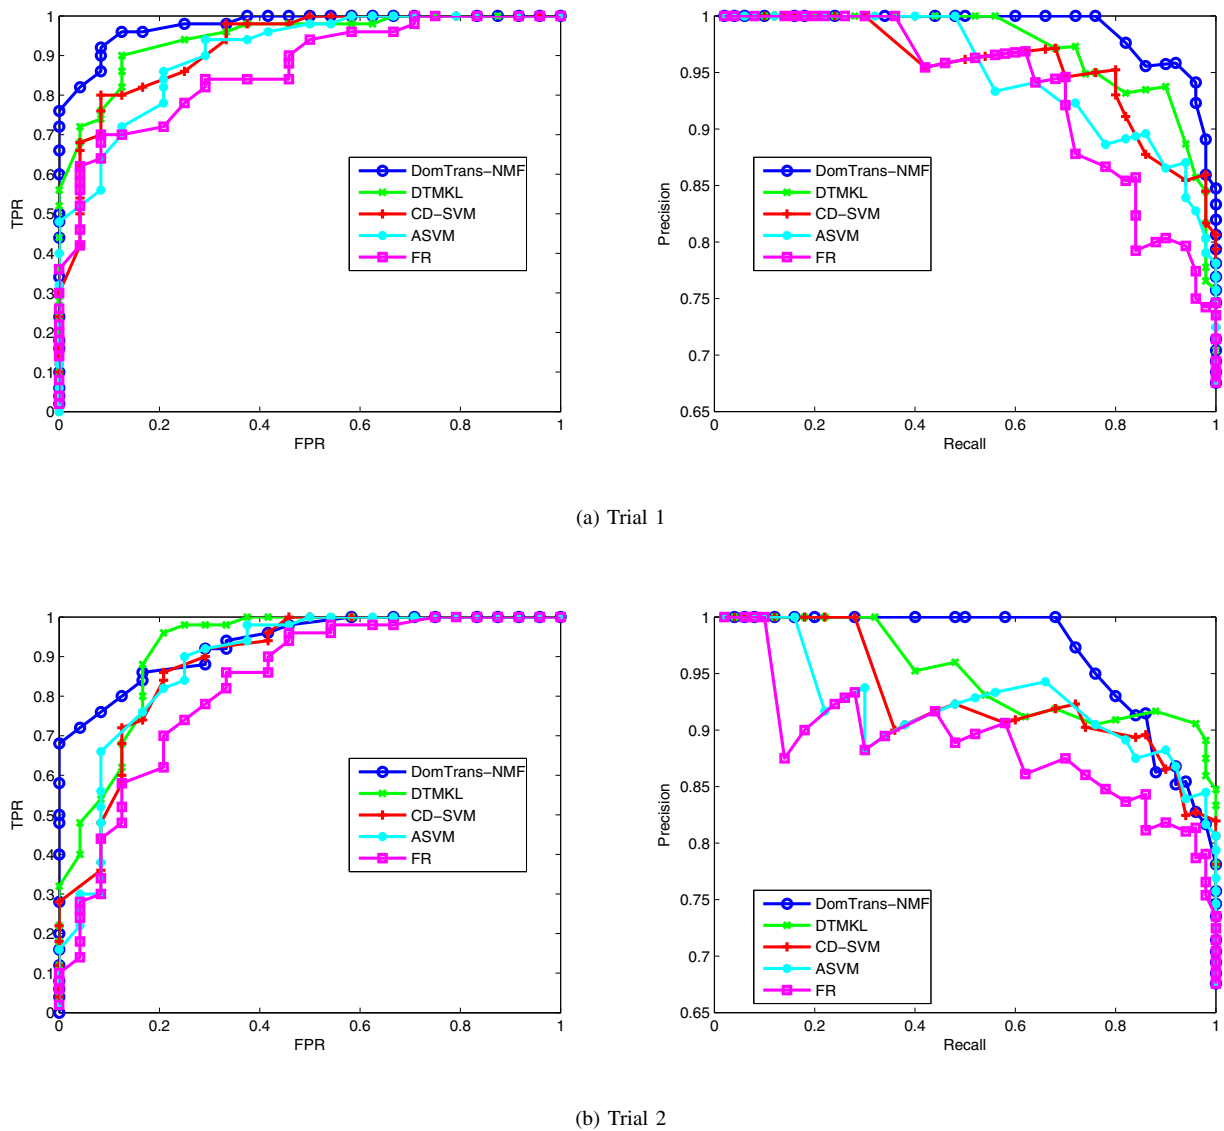 1
0.9
0.8
0.7
0.6
0.5
0.4
0.3
0.2
0.1
0
TPR
0 0.2 0.4 0.6 0.8 1
FPR
DomTrans−NMF
DTMKL
CD−SVM
ASVM
FR
1
0.95
0.9
0.85
0.8
0.75
0.7
0.65
Precision
0 0.2 0.4 0.6 0.8 1
Recall
DomTrans−NMF
DTMKL
CD−SVM
ASVM
FR
(a) Trial 1
1
0.9
0.8
0.7
0.6
0.5
0.4
0.3
0.2
0.1
0
TPR
0 0.2 0.4 0.6 0.8 1
FPR
DomTrans−NMF
DTMKL
CD−SVM
ASVM
FR
1
0.95
0.9
0.85
0.8
0.75
0.7
0.65
Precision
0 0.2 0.4 0.6 0.8 1
Recall
DomTrans−NMF
DTMKL
CD−SVM
ASVM
FR
(b) Trial 2